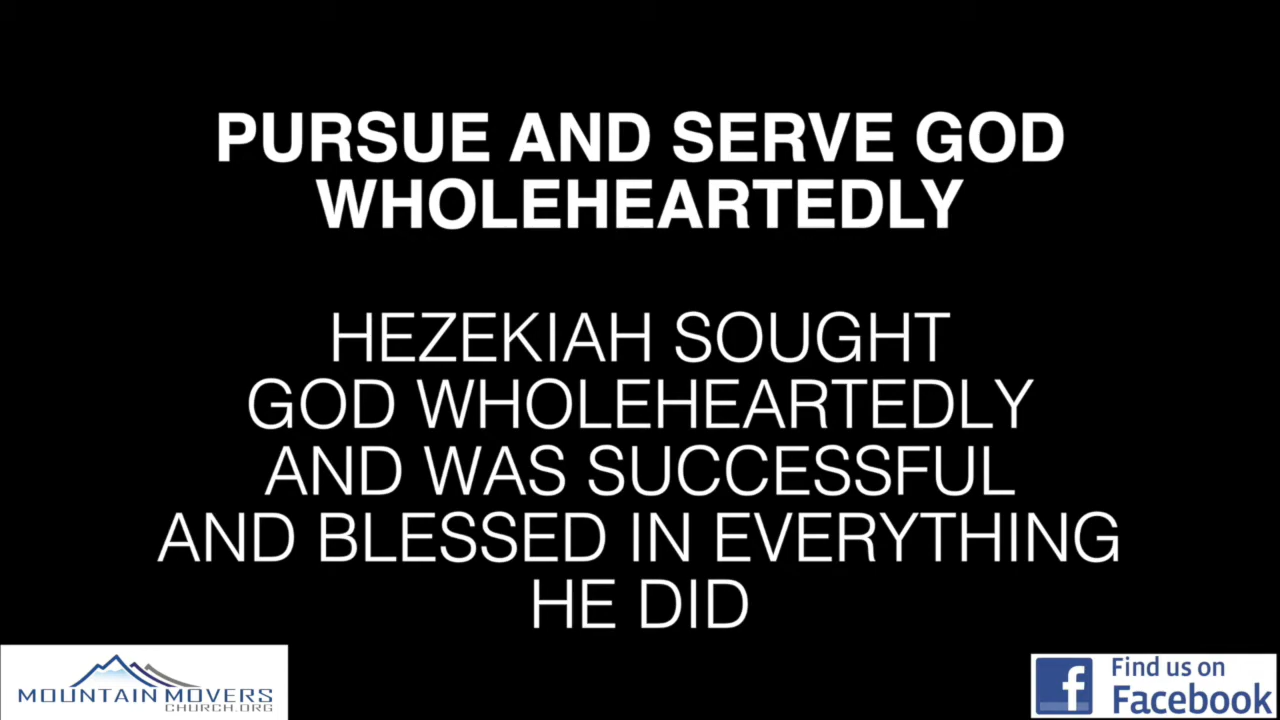 PURSUE AND SERVE GOD
WHOLEHEARTEDLY
HEZEKIAH SOUGHT
GOD WHOLEHEARTEDLY
AND WAS SUCCESSFUL
AND BLESSED IN EVERYTHING
HE DID
MOUNTAIN MOVERS
CHURCH.ORG
f
Find us on
Facebook